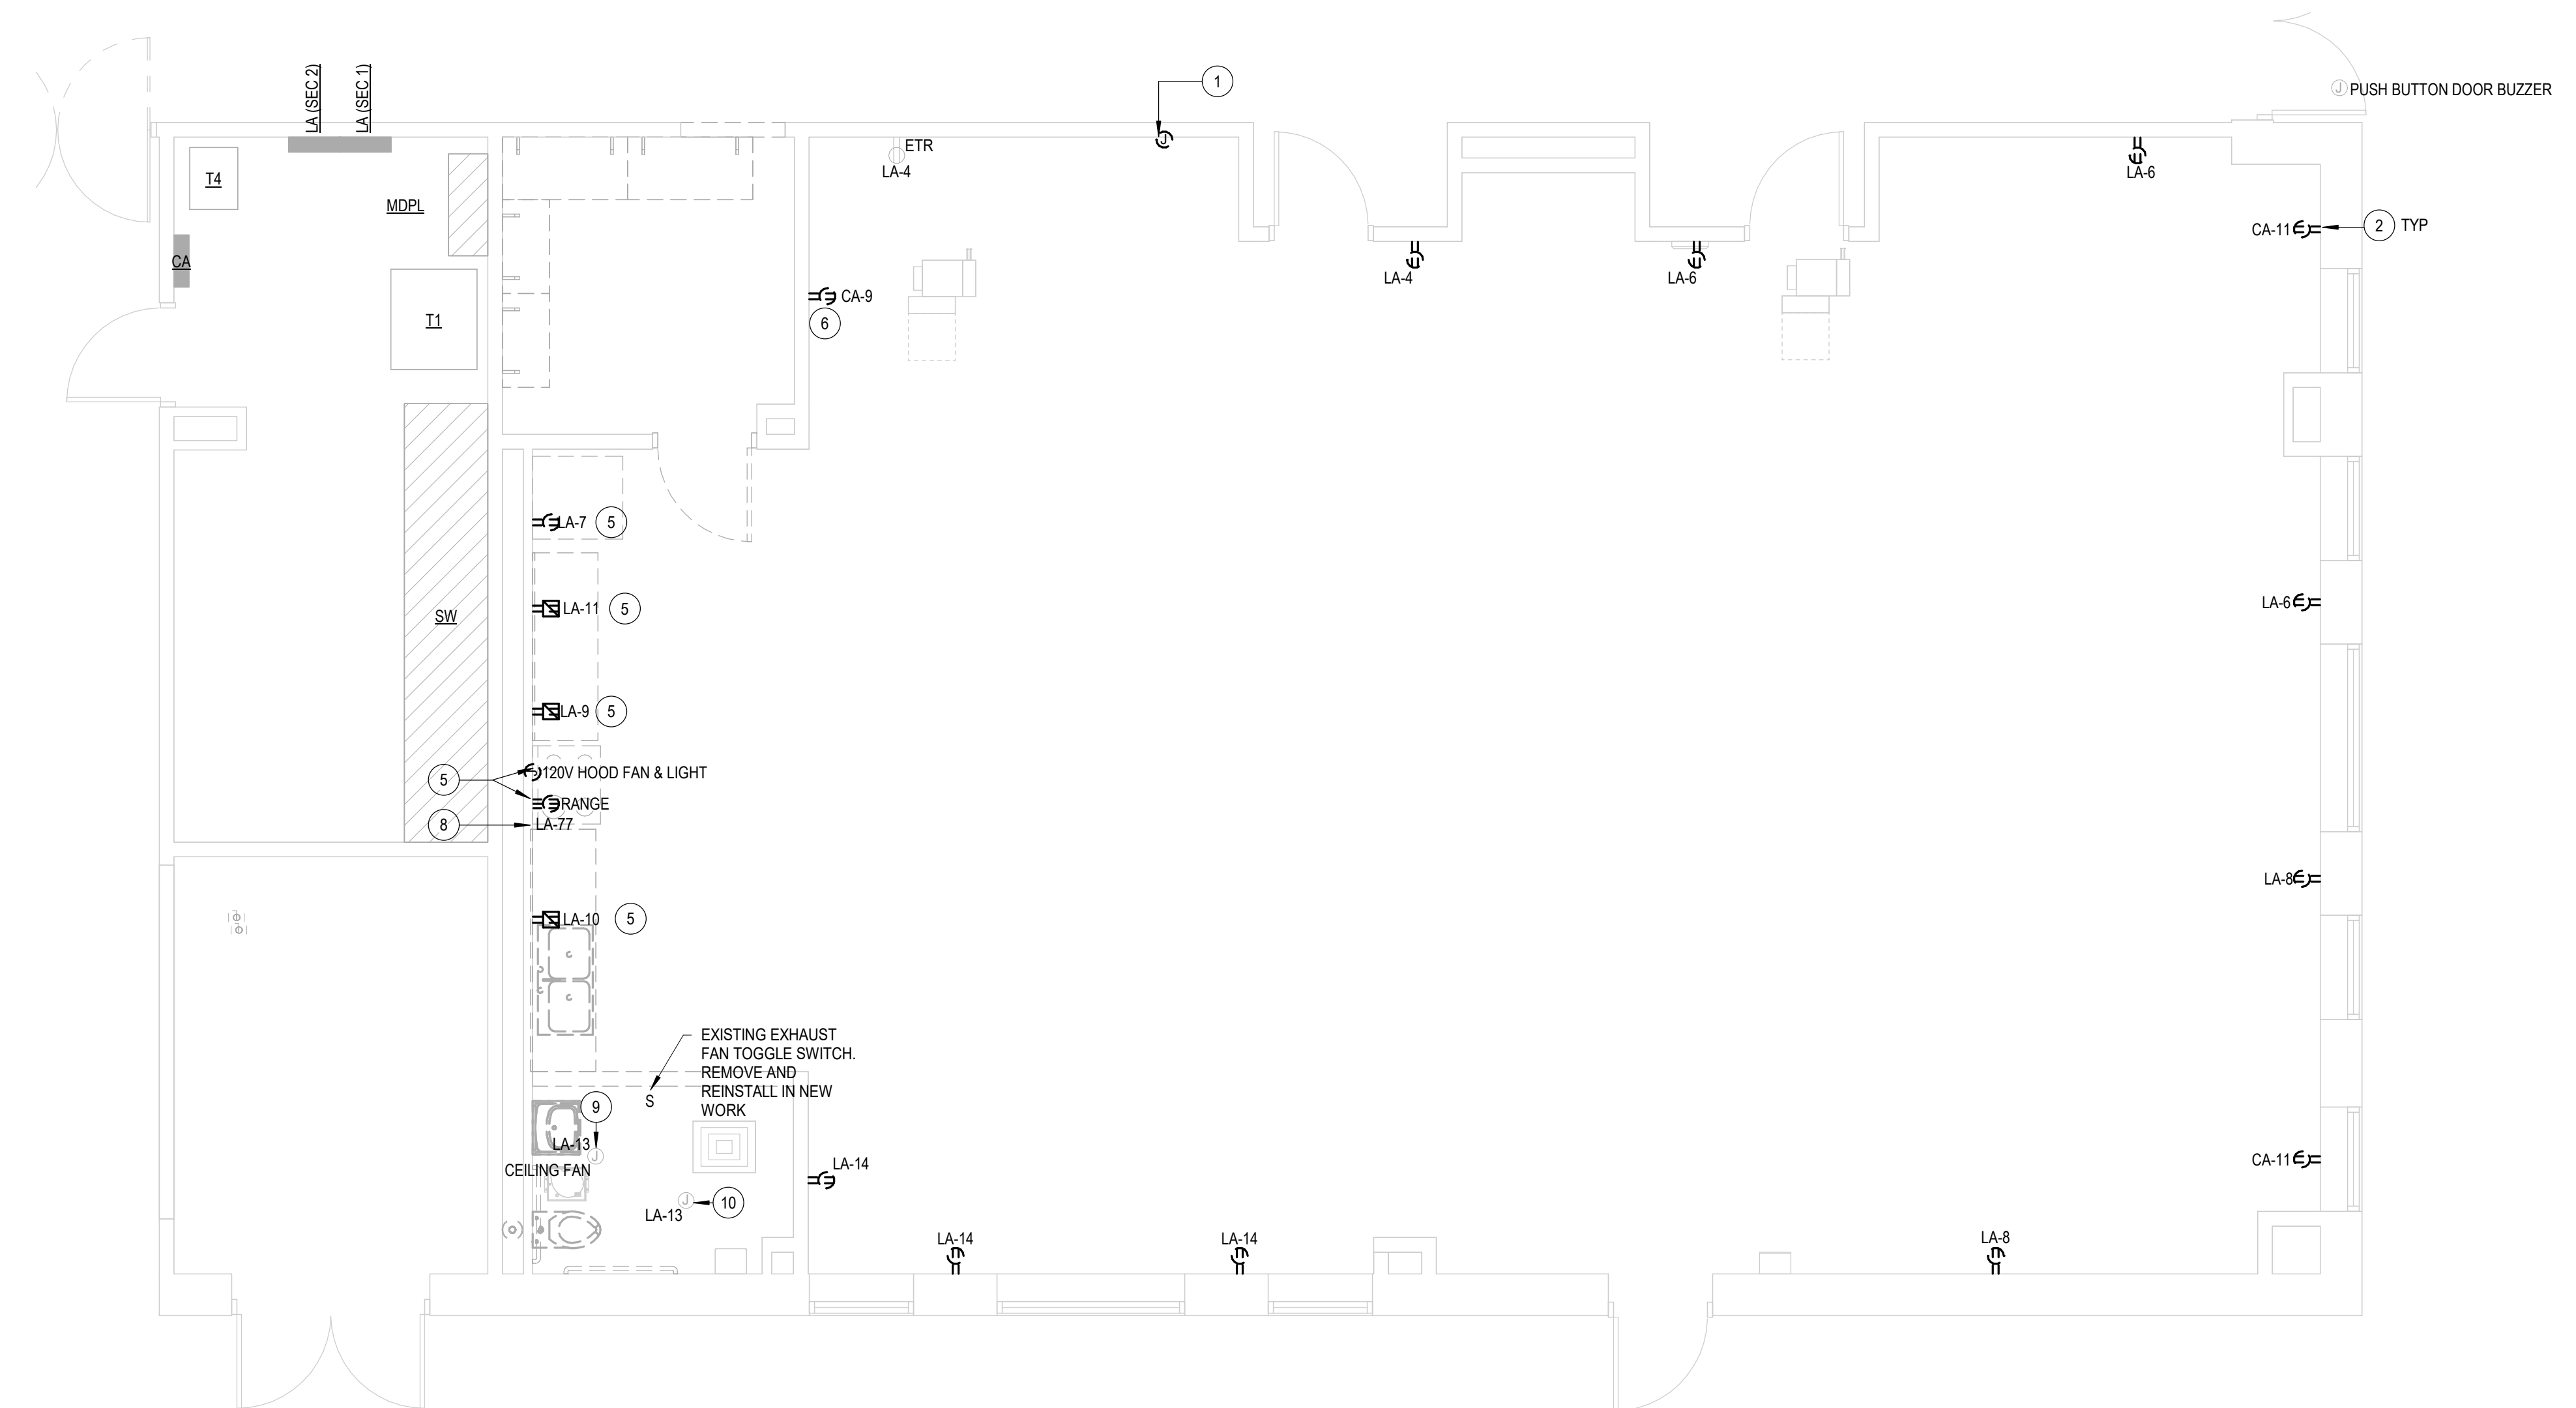 LA (SEC 2)
LA (SEC 1)
1
J PUSH BUTTON DOOR BUZZER
J
ETR
LA-4
LA-6
T4
MDPL
CA-11
2 TYP
CA
LA-4
LA-6
CA-9
6
T1
LA-7 5
LA-6
LA-11 5
SW
LA-9 5
5
J 120V HOOD FAN & LIGHT
RANGE
8
LA-77
LA-8
LA-10 5
EXISTING EXHAUST
FAN TOGGLE SWITCH.
REMOVE AND
REINSTALL IN NEW
WORK
S
9
LA-13
J
CEILING FAN
LA-14
CA-11
J
10
LA-13
LA-14
LA-14
LA-8